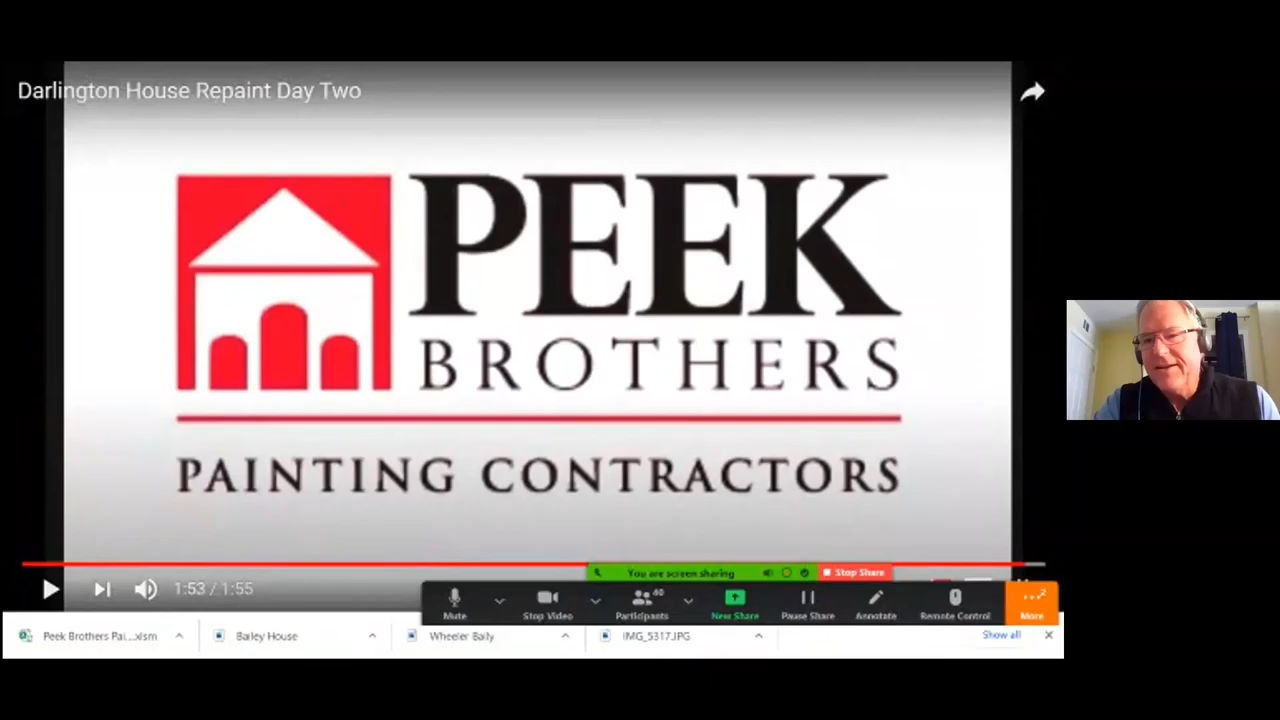 Darlington House Repaint Day Two
PEEK
BROTHERS
PAINTING CONTRACTORS
1:53 / 1:55
You are screen sharing
Stop Share
Mute
Stop Video
40
Participants
New Share
Pause Share
Annotate
Remote Control
2
More
Peek Brothers Pai....xlsm
Bailey House
Wheeler Baily
IMG_5317.JPG
Show all